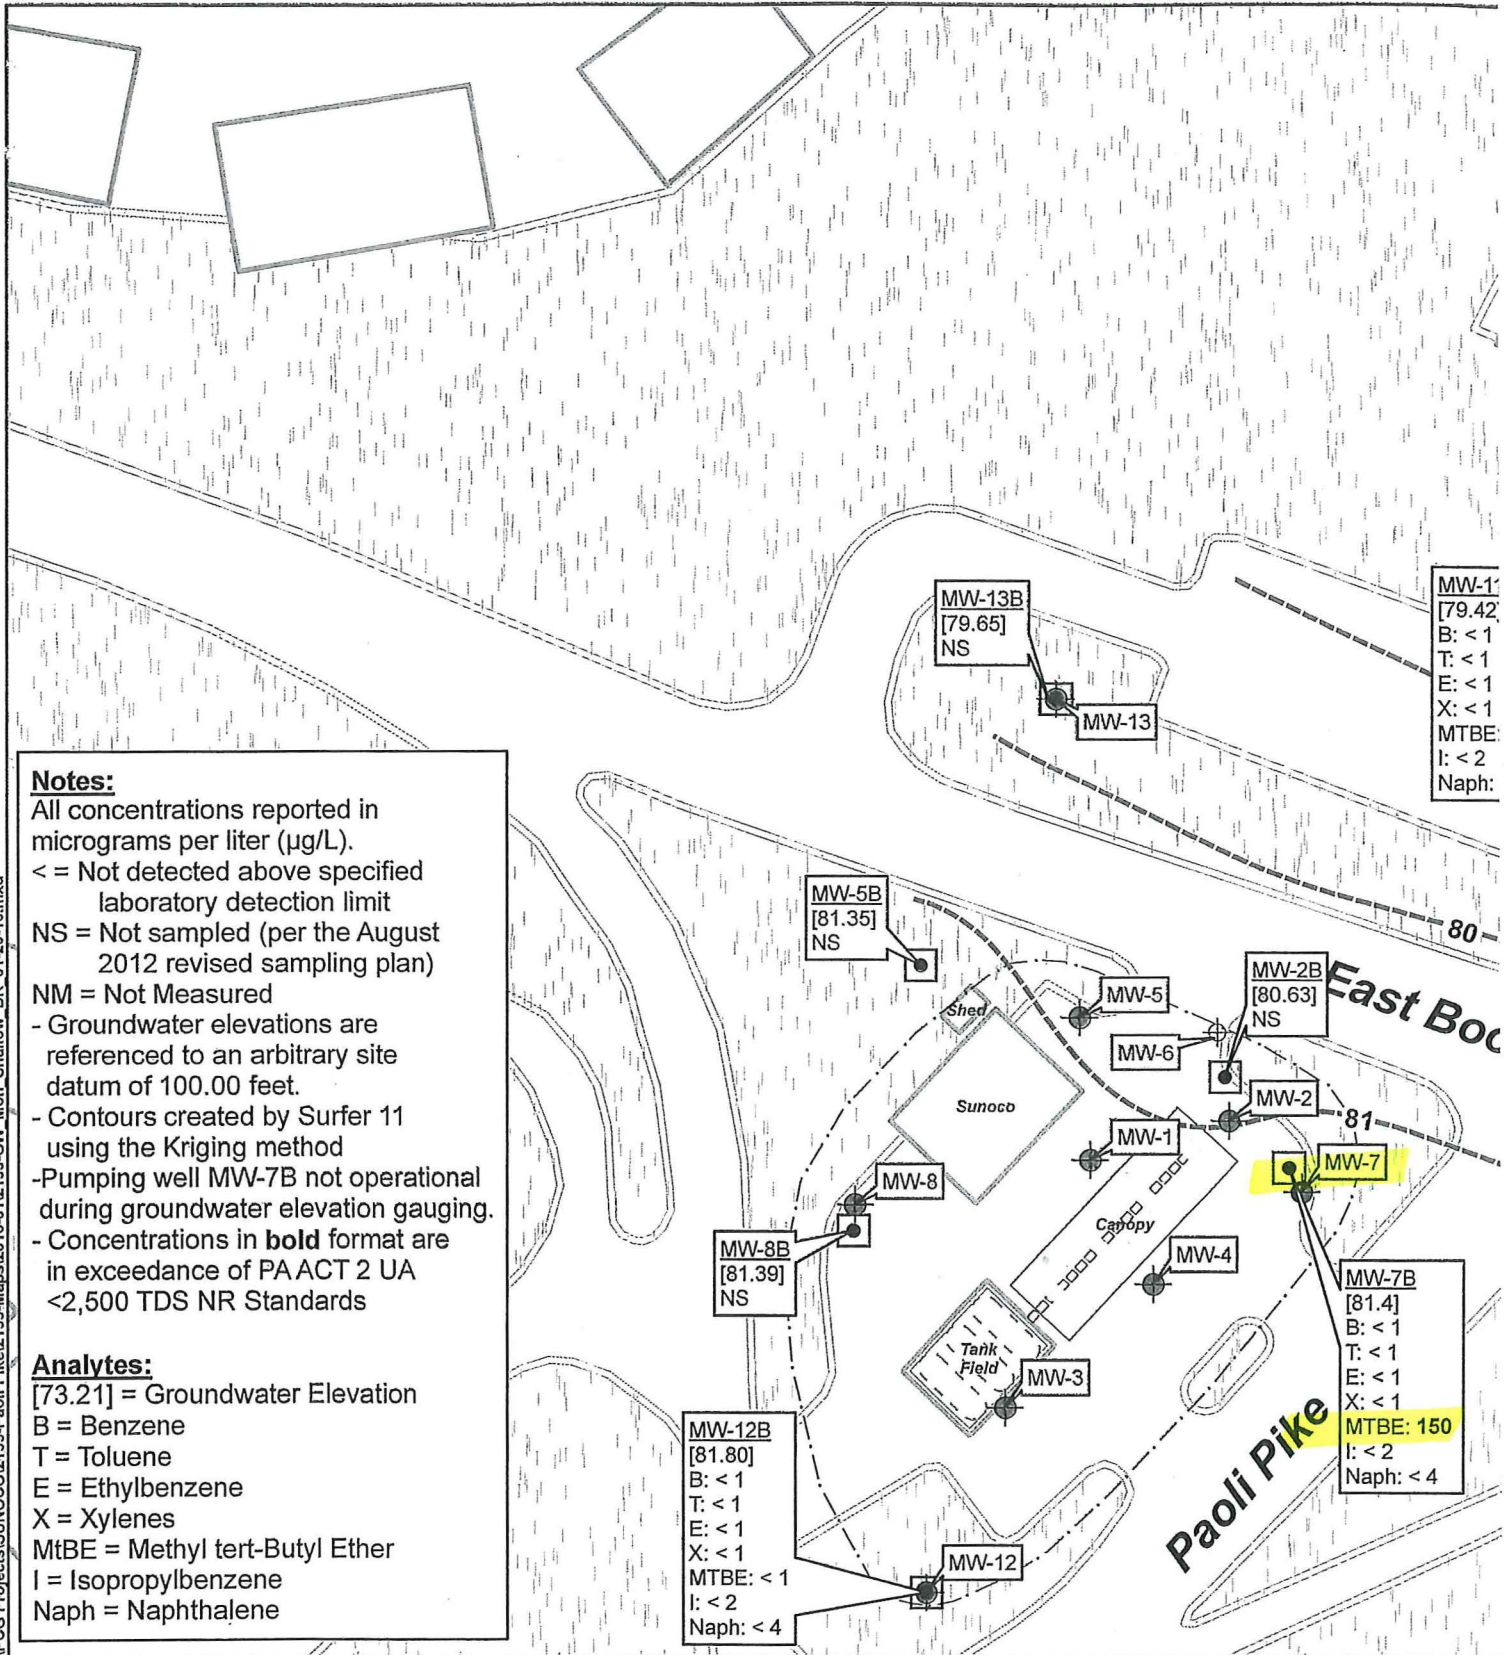 MW-13B
[79.65]
NS
MW-13
MW-11
[79.42]
B: < 1
T: < 1
E: < 1
X: < 1
MTBE:
I: < 2
Naph:
Notes:
All concentrations reported in
micrograms per liter (µg/L).
< = Not detected above specified
laboratory detection limit
NS = Not sampled (per the August
2012 revised sampling plan)
NM = Not Measured
- Groundwater elevations are
referenced to an arbitrary site
datum of 100.00 feet.
- Contours created by Surfer 11
using the Kriging method
-Pumping well MW-7B not operational
during groundwater elevation gauging.
- Concentrations in bold format are
in exceedance of PA ACT 2 UA
<2,500 TDS NR Standards
Analytes:
[73.21] = Groundwater Elevation
B = Benzene
T = Toluene
E = Ethylbenzene
X = Xylenes
MtBE = Methyl tert-Butyl Ether
I = Isopropylbenzene
Naph = Naphthalene
MW-5B
[81.35]
NS
80
East Boo
MW-2B
[80.63]
NS
MW-5
Shed
MW-6
Sunoco
MW-2
81
MW-1
MW-7
MW-8
Canopy
MW-8B
[81.39]
NS
MW-4
MW-7B
[81.4]
B: < 1
T: < 1
E: < 1
X: < 1
MTBE: 150
I: < 2
Naph: < 4
Tank
Field
MW-3
Paoli Pike
MW-12B
[81.80]
B: < 1
T: < 1
E: < 1
X: < 1
MTBE: < 1
I: < 2
Naph: < 4
MW-12